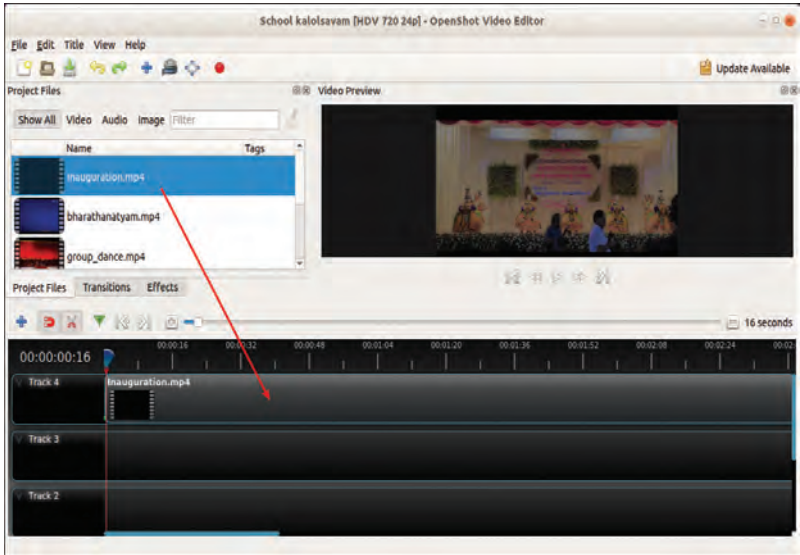 School kalolsavam [HDV 720 24p] - OpenShot Video Editor
File Edit Title View Help
Update Available
Project Files
Video Preview
Show All Video Audio Image Filter
Name Tags
Inauguration.mp4
bharathanatyam.mp4
group_dance.mp4
Project Files Transitions Effects
16 seconds
00:00:00:16
00:00:16 00:00:32 00:00:48 00:01:04 00:01:20 00:01:36 00:01:52 00:02:08 00:02:24 00:02:
Track 4 Inauguration.mp4
Track 3
Track 2